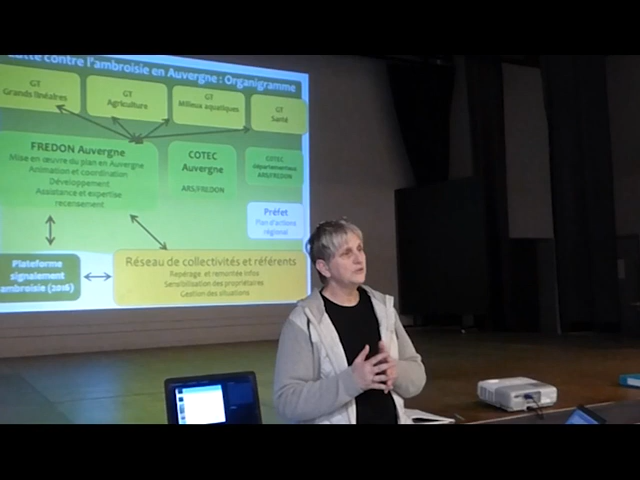 lutte contre l'ambroisie en Auvergne : Organigramme
GT
Grands linéaires
GT
Agriculture
GT
Milieux aquatiques
GT
Santé
FREDON Auvergne
Mise en œuvre du plan en Auvergne
Animation et coordination
Développement
Assistance et expertise
recensement
COTEC
Auvergne
ARS/FREDON
COTEC
départementaux
ARS/FREDON
Préfet
Plan d'actions
régional
Plateforme
signalement
ambroisie (2016)
Réseau de collectivités et référents
Repérage et remontée infos
Sensibilisation des propriétaires
Gestion des situations